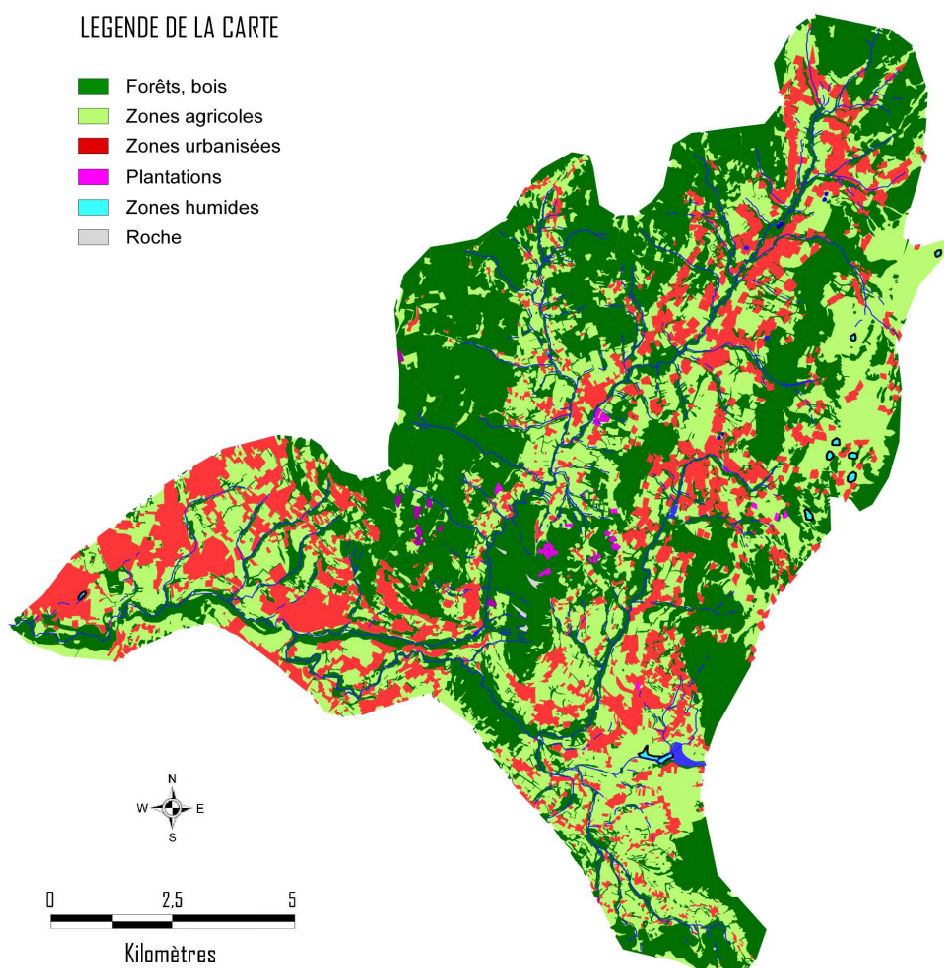 LEGENDE DE LA CARTE
Forêts, bois
Zones agricoles
Zones urbanisées
Plantations
Zones humides
Roche
N
W E
S
0 2,5 5
Kilomètres